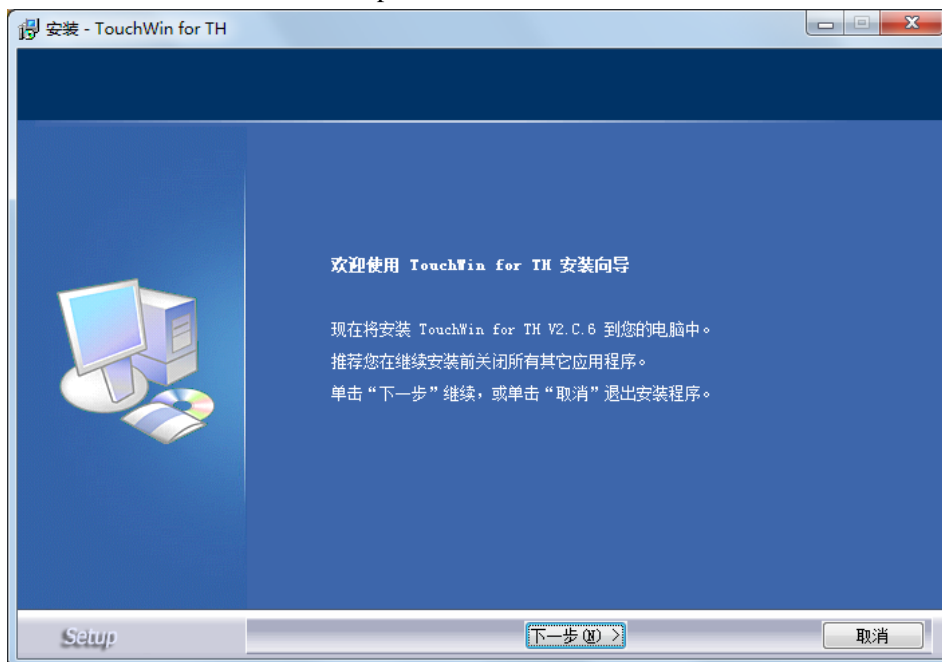 安装 - TouchWin for TH
欢迎使用 TouchWin for TH 安装向导
现在将安装 TouchWin for TH V2.C.6 到您的电脑中。
推荐您在继续安装前关闭所有其它应用程序。
单击“下一步”继续，或单击“取消”退出安装程序。
Setup
下一步(N) >
取消